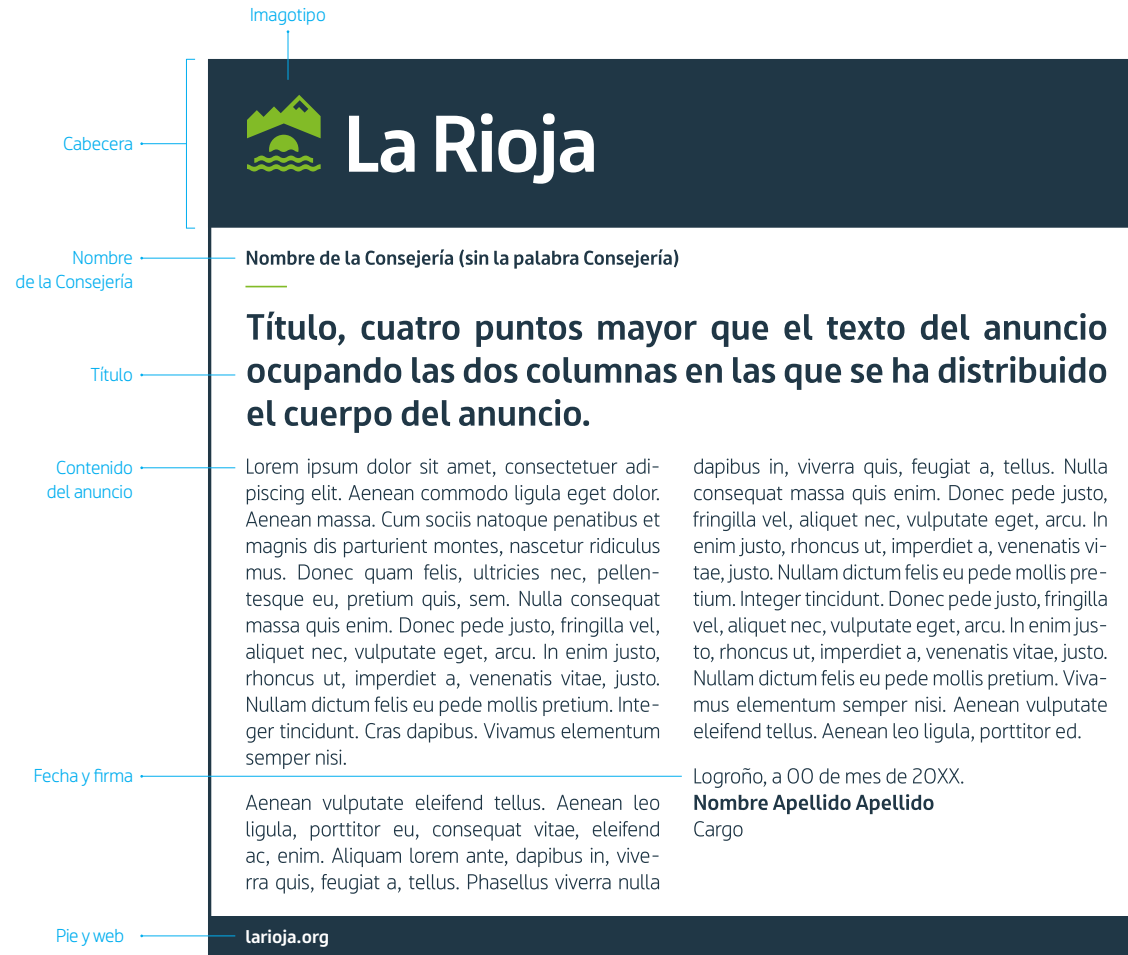 Imagotipo
Cabecera
La Rioja
Nombre
de la Consejería
Nombre de la Consejería (sin la palabra Consejería)
Título
Título, cuatro puntos mayor que el texto del anuncio
ocupando las dos columnas en las que se ha distribuido
el cuerpo del anuncio.
Contenido
del anuncio
Lorem ipsum dolor sit amet, consectetuer adi-
piscing elit. Aenean commodo ligula eget dolor.
Aenean massa. Cum sociis natoque penatibus et
magnis dis parturient montes, nascetur ridiculus
mus. Donec quam felis, ultricies nec, pellen-
tesque eu, pretium quis, sem. Nulla consequat
massa quis enim. Donec pede justo, fringilla vel,
aliquet nec, vulputate eget, arcu. In enim justo,
rhoncus ut, imperdiet a, venenatis vitae, justo.
Nullam dictum felis eu pede mollis pretium. Inte-
ger tincidunt. Cras dapibus. Vivamus elementum
semper nisi.
Aenean vulputate eleifend tellus. Aenean leo
ligula, porttitor eu, consequat vitae, eleifend
ac, enim. Aliquam lorem ante, dapibus in, vive-
rra quis, feugiat a, tellus. Phasellus viverra nulla
dapibus in, viverra quis, feugiat a, tellus. Nulla
consequat massa quis enim. Donec pede justo,
fringilla vel, aliquet nec, vulputate eget, arcu. In
enim justo, rhoncus ut, imperdiet a, venenatis vi-
tae, justo. Nullam dictum felis eu pede mollis pre-
tium. Integer tincidunt. Donec pede justo, fringilla
vel, aliquet nec, vulputate eget, arcu. In enim jus-
to, rhoncus ut, imperdiet a, venenatis vitae, justo.
Nullam dictum felis eu pede mollis pretium. Viva-
mus elementum semper nisi. Aenean vulputate
eleifend tellus. Aenean leo ligula, porttitor ed.
Fecha y firma
Logroño, a 00 de mes de 20XX.
Nombre Apellido Apellido
Cargo
Pie y web
larioja.org